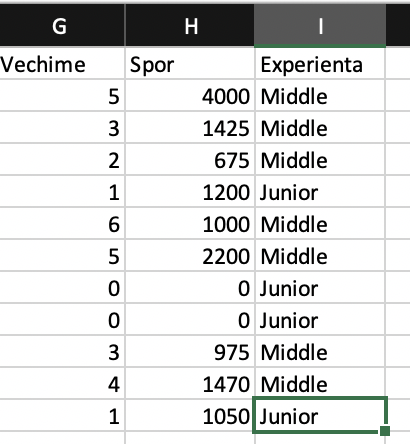 G H I
Vechime Spor Experienta
5 4000 Middle
3 1425 Middle
2 675 Middle
1 1200 Junior
6 1000 Middle
5 2200 Middle
0 0 Junior
0 0 Junior
3 975 Middle
4 1470 Middle
1 1050 Junior